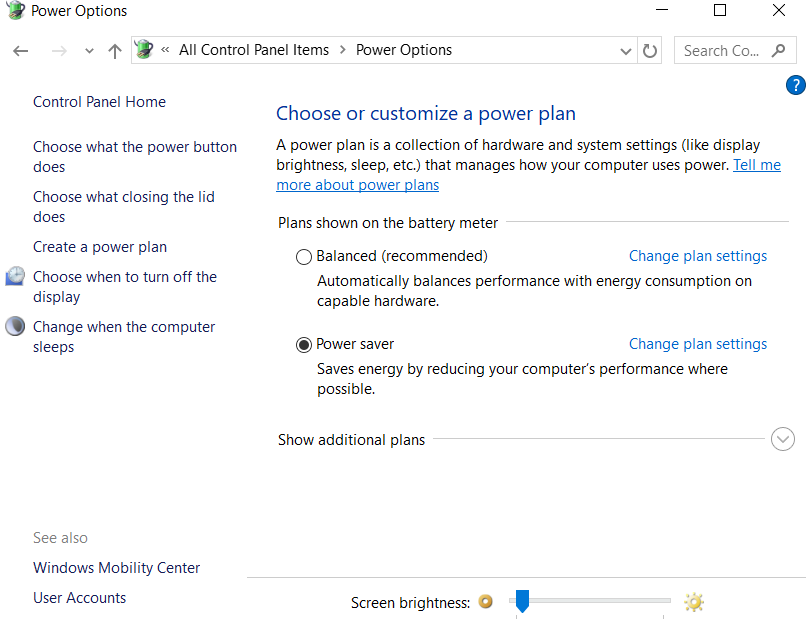 Power Options
« All Control Panel Items > Power Options
Search Co...
?
Control Panel Home
Choose what the power button
does
Choose what closing the lid
does
Create a power plan
Choose when to turn off the
display
Change when the computer
sleeps
See also
Windows Mobility Center
User Accounts
Choose or customize a power plan
A power plan is a collection of hardware and system settings (like display
brightness, sleep, etc.) that manages how your computer uses power. Tell me
more about power plans
Plans shown on the battery meter
Balanced (recommended) Change plan settings
Automatically balances performance with energy consumption on
capable hardware.
Power saver Change plan settings
Saves energy by reducing your computer's performance where
possible.
Show additional plans
Screen brightness: